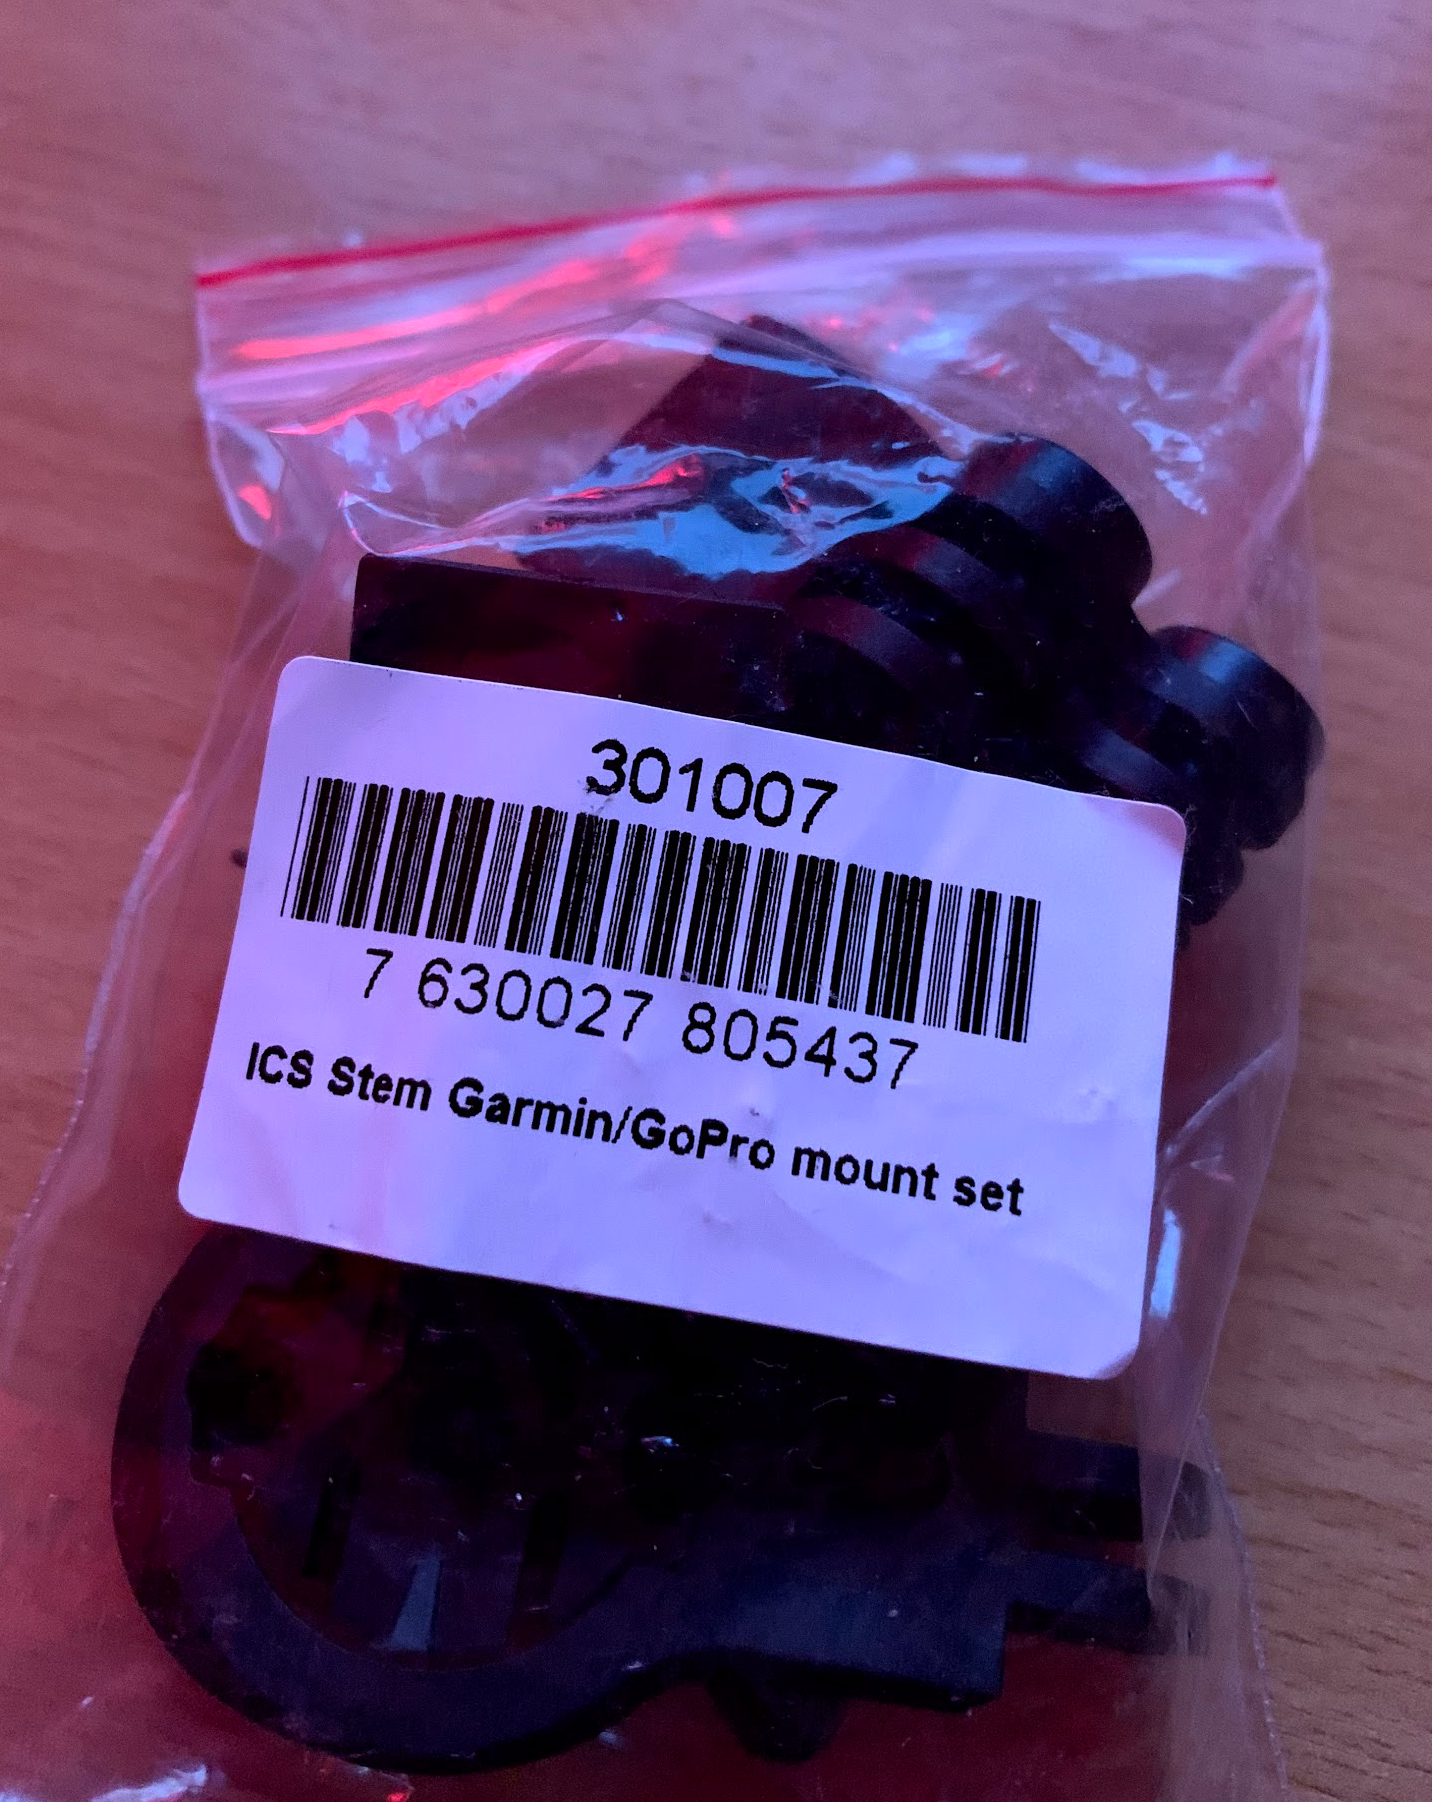 301007
7 630027 805437
ICS Stem Garmin/GoPro mount set